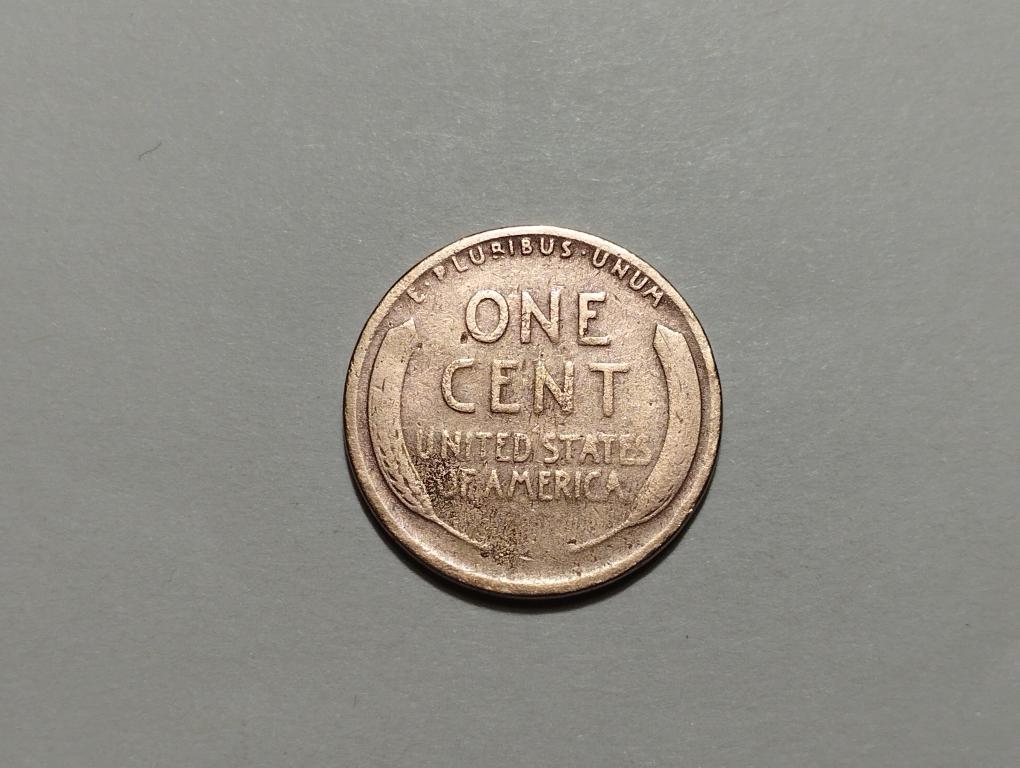 E·PLURIBUS·UNUM
ONE
CENT
UNITED STATES
OF AMERICA